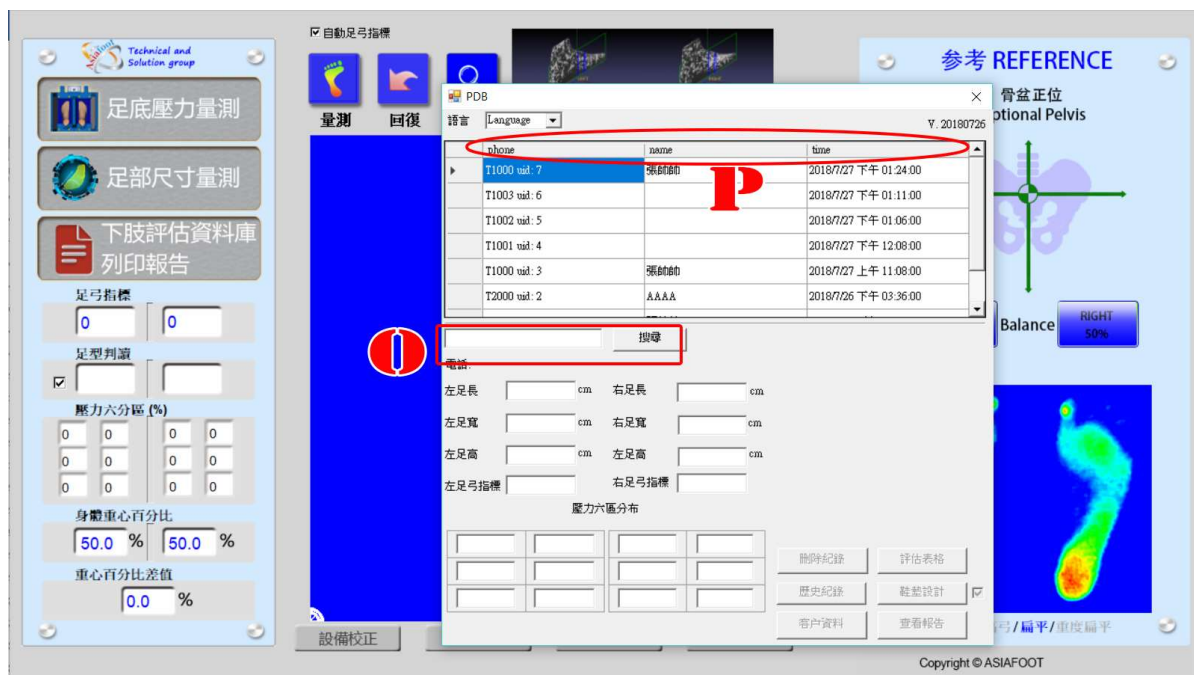 Safoot
Technical and
Solution group
足底壓力量測
足部尺寸量測
下肢評估資料庫
列印報告
足弓指標
0 0
足型判讀
壓力六分區 (%)
0 0 0 0
0 0 0 0
0 0 0 0
身體重心百分比
50.0 % 50.0 %
重心百分比差值
0.0 %
自動足弓指標
量測 回復
設備校正
PDB
語言 Language V. 20180726
phone name time
T1000 uid: 7 張帥帥 2018/7/27 下午 01:24:00
T1003 uid: 6 2018/7/27 下午 01:11:00
T1002 uid: 5 2018/7/27 下午 01:06:00
T1001 uid: 4 2018/7/27 下午 12:08:00
T1000 uid: 3 張帥帥 2018/7/27 上午 11:08:00
T2000 uid: 2 AAAA 2018/7/26 下午 03:36:00
P
O
搜尋
電話:
左足長 cm 右足長 cm
左足寬 cm 右足寬 cm
左足高 cm 左足高 cm
左足弓指標 右足弓指標
壓力六區分布
刪除紀錄 評估表格
歷史紀錄 鞋墊設計
客户資料 查看報告
参考 REFERENCE
骨盆正位
otional Pelvis
Balance RIGHT
50%
弓/扁平/重度扁平
Copyright © ASIAFOOT